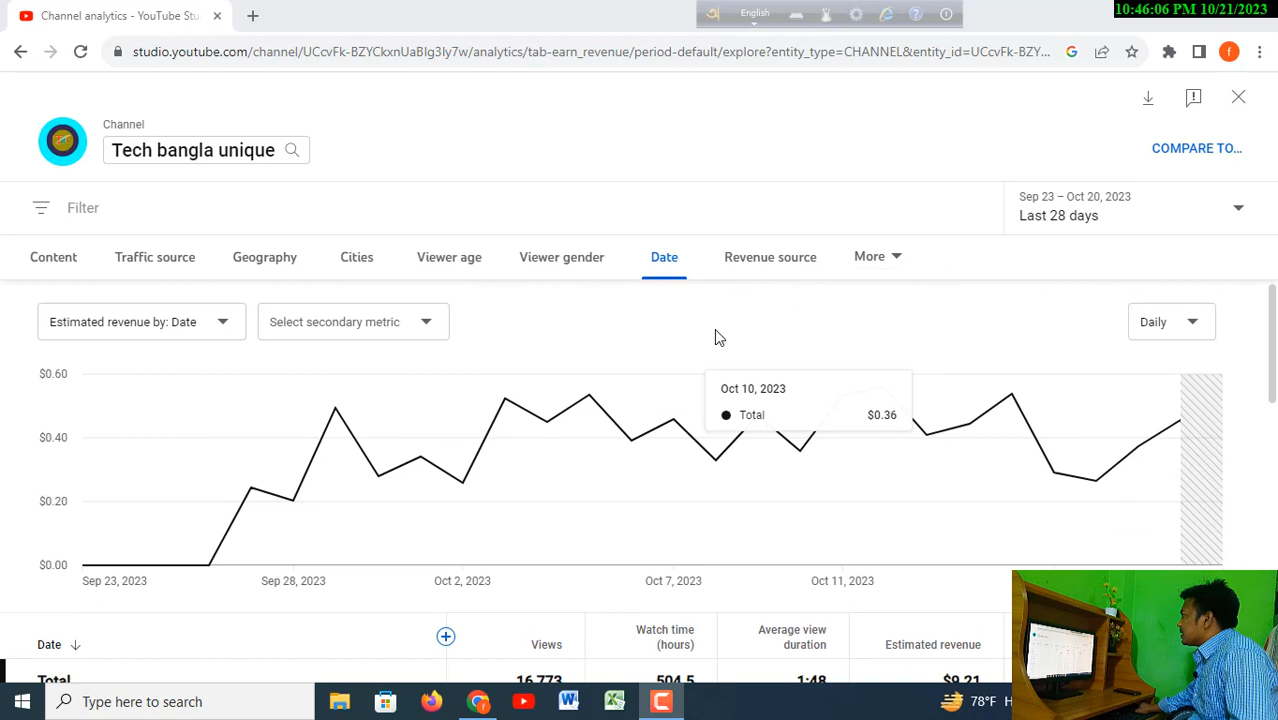 10:46:06 PM 10/21/2023
Channel analytics - YouTube Stu
English
studio.youtube.com/channel/UCcvFk-BZYCkxnUaBlg3Iy7w/analytics/tab-earn_revenue/period-default/explore?entity_type=CHANNEL&entity_id=UCcvFk-BZY...
f
Channel
Tech bangla unique
COMPARE TO...
Filter
Sep 23 – Oct 20, 2023
Last 28 days
Content Traffic source Geography Cities Viewer age Viewer gender Date Revenue source More
Estimated revenue by: Date Select secondary metric Daily
$0.60
Oct 10, 2023
Total $0.36
$0.40
$0.20
$0.00
Sep 23, 2023 Sep 28, 2023 Oct 2, 2023 Oct 7, 2023 Oct 11, 2023
Date Views Watch time (hours) Average view duration Estimated revenue
Total 16,773 504.5 1:48 $9.21
Type here to search
78°F H